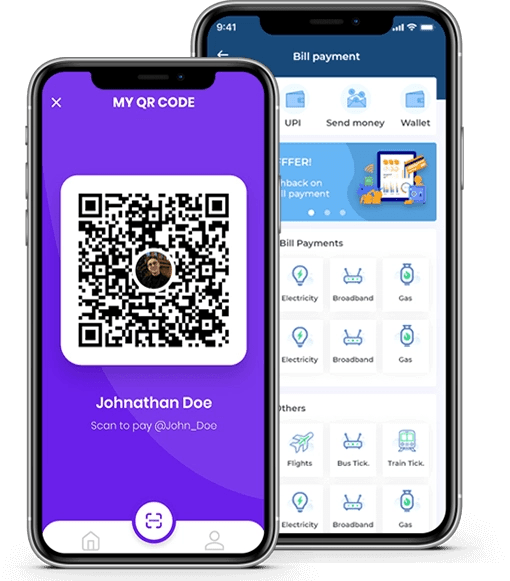 MY QR CODE
Johnathan Doe
Scan to pay @John_Doe
9:41
Bill payment
UPI Send money Wallet
FFER!
hback on
ll payment
Bill Payments
Electricity Broadband Gas
Electricity Broadband Gas
Others
Flights Bus Tick. Train Tick.
Electricity Broadband Gas